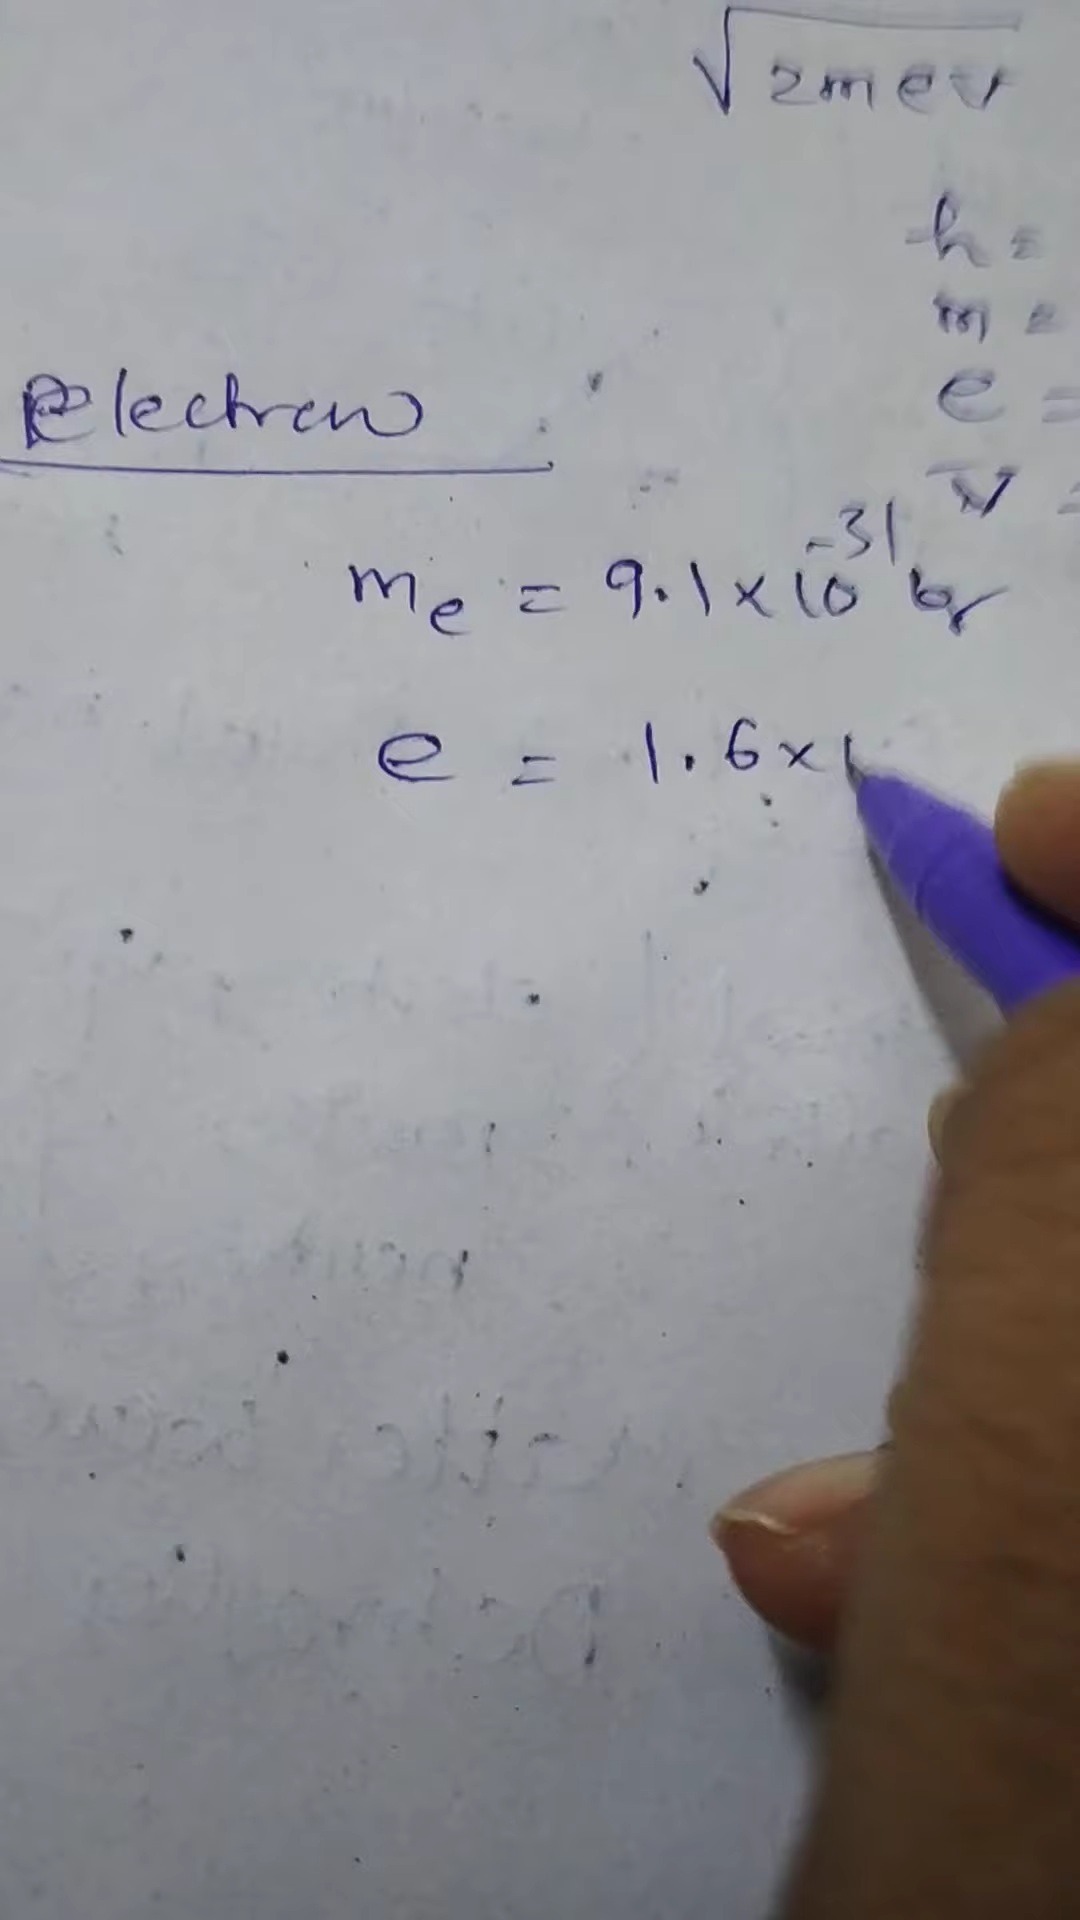 √2meV
h =
m =
e =
V =
Electron
me = 9.1×10⁻³¹ kg
e = 1.6×1